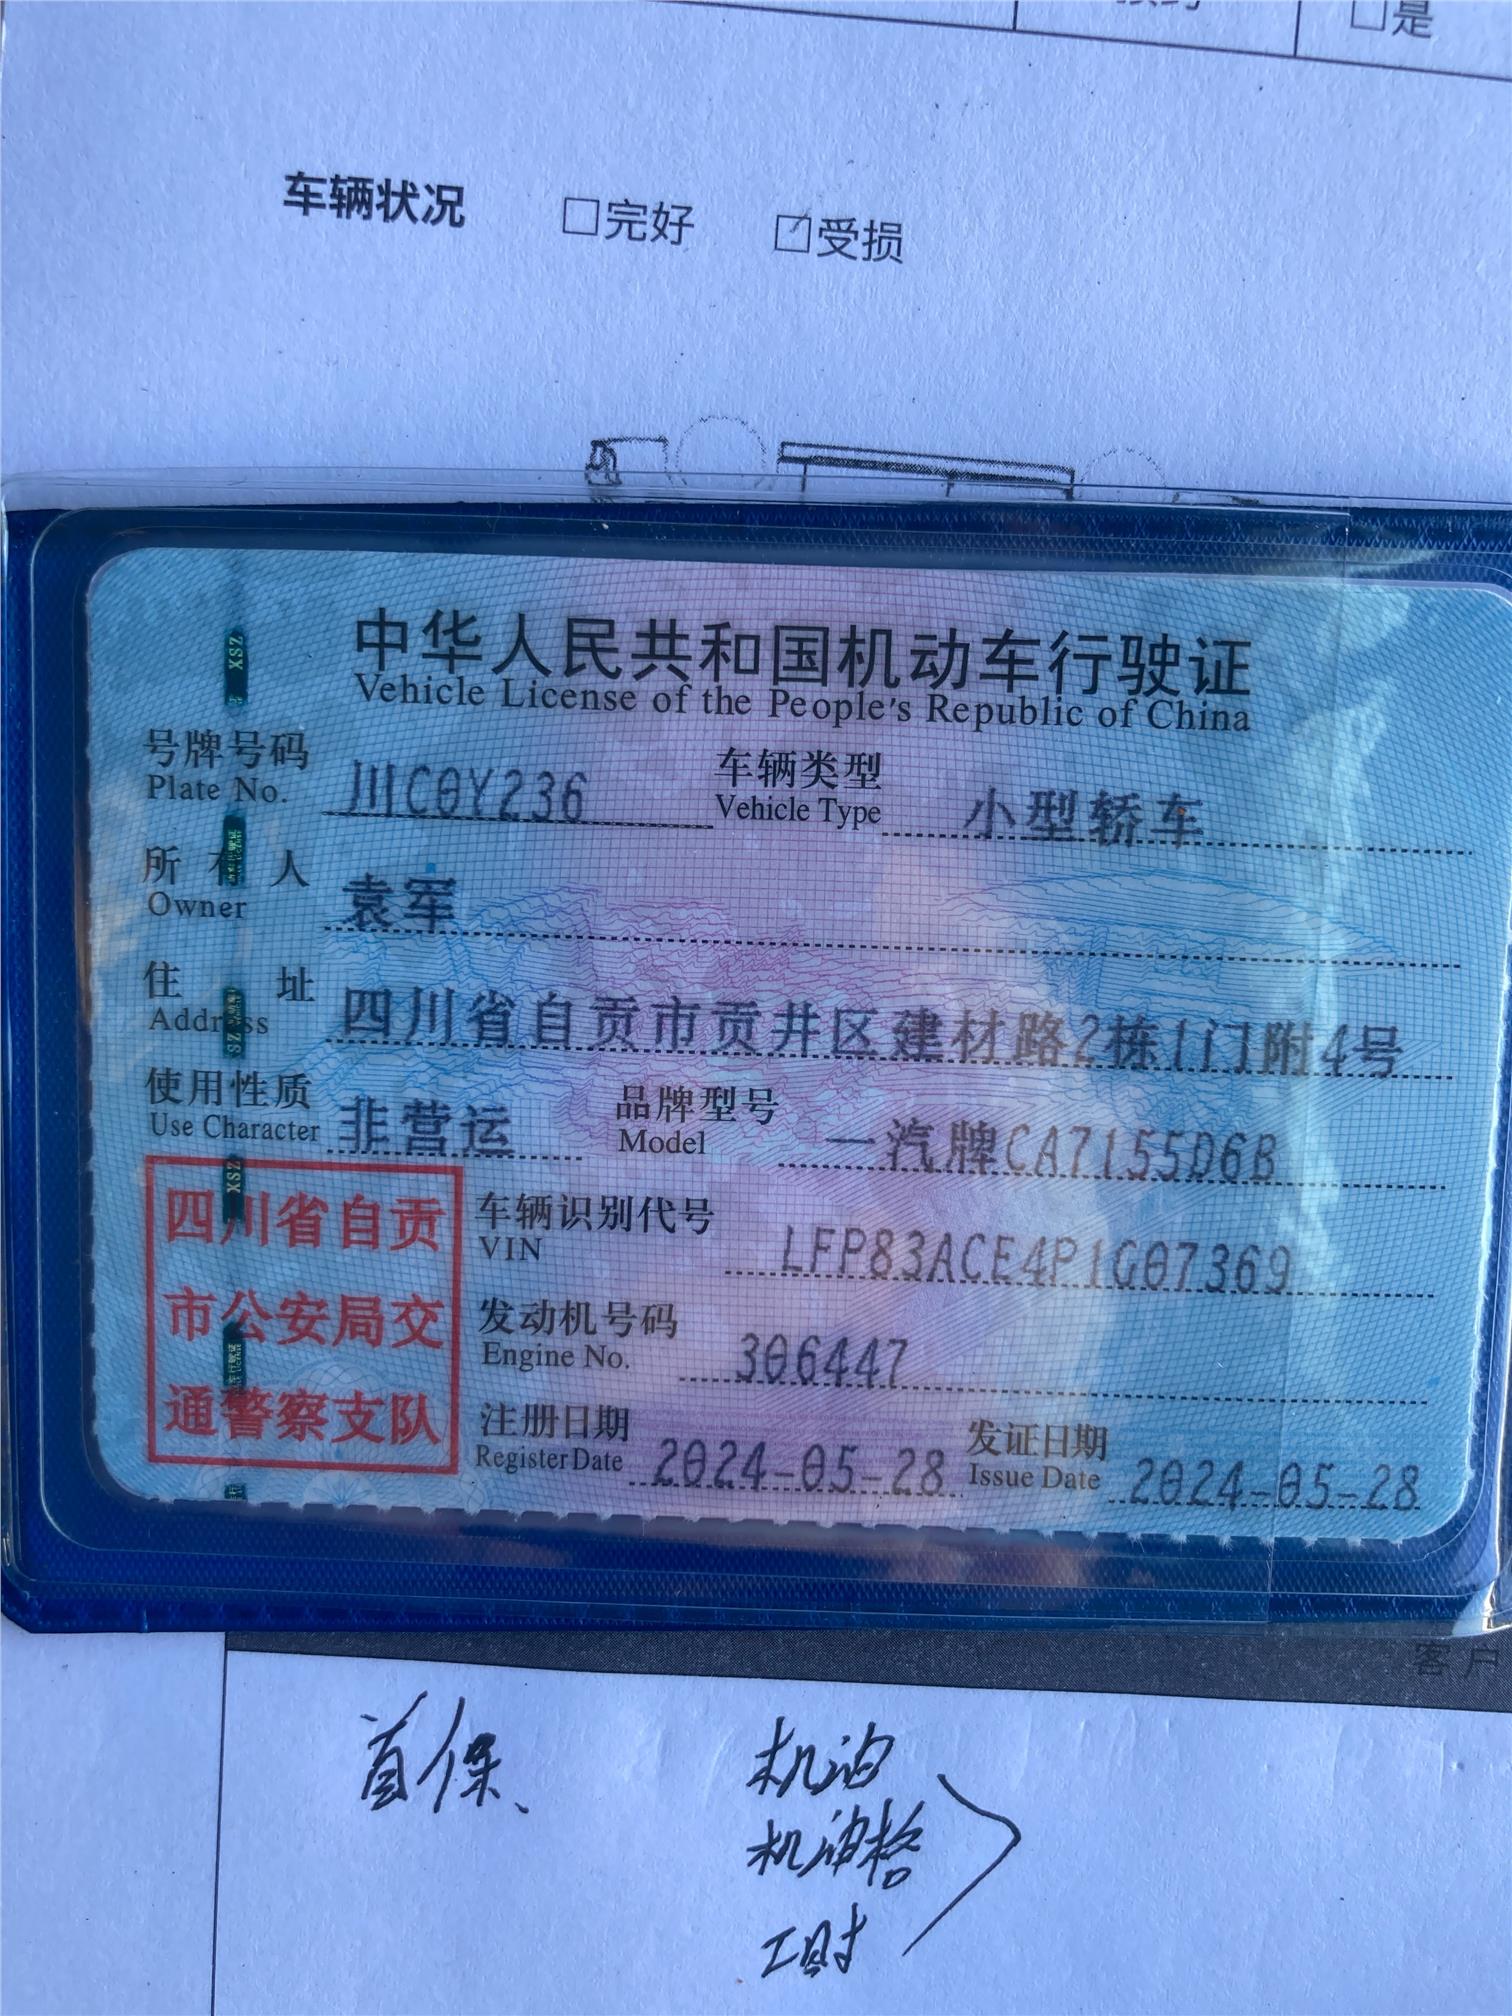 □是
车辆状况 □完好 ☑受损
中华人民共和国机动车行驶证
Vehicle License of the People's Republic of China
号牌号码 川C0Y236 车辆类型 小型轿车
Plate No. Vehicle Type
所有人 袁军
Owner
住址 四川省自贡市贡井区建材路2栋1门附4号
Address
使用性质 非营运 品牌型号 一汽牌CA7155D6B
Use Character Model
四川省自贡
市公安局交
通警察支队
车辆识别代号 LFP83ACE4P1G07369
VIN
发动机号码 306447
Engine No.
注册日期 2024-05-28 发证日期 2024-05-28
Register Date Issue Date
客户
首保、 机油
机油格
工时